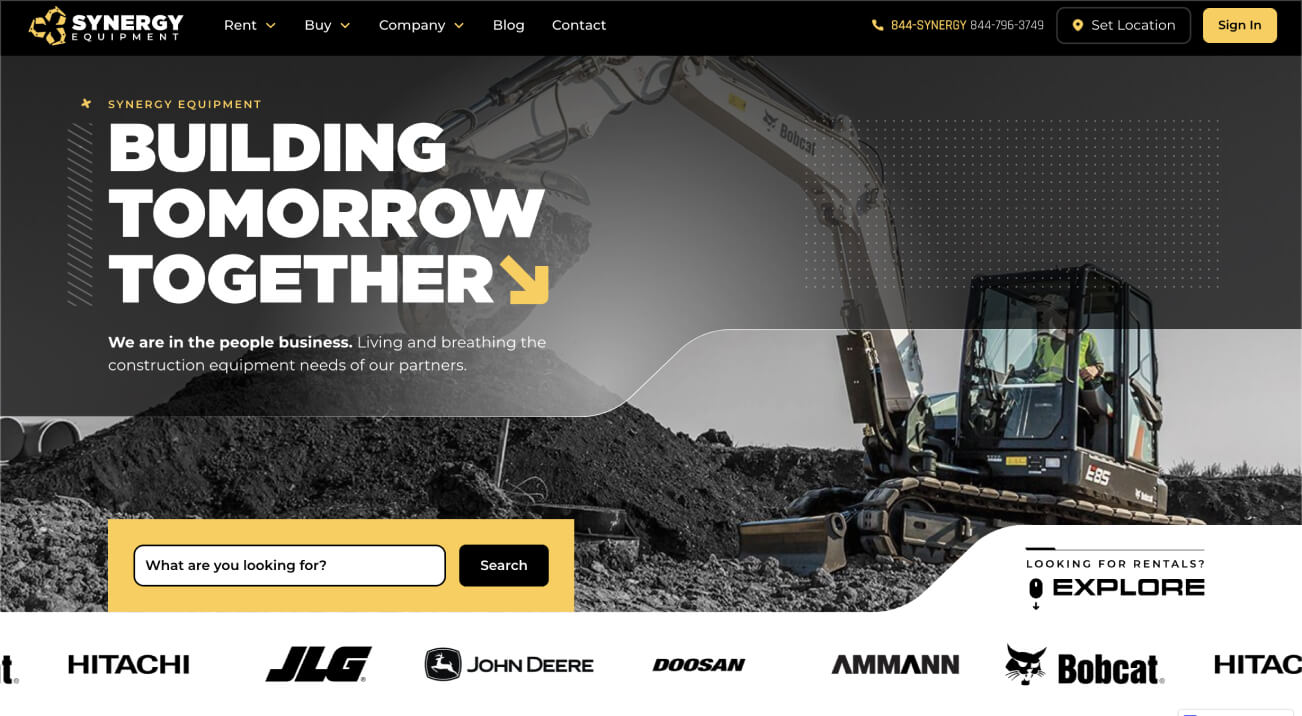 SYNERGY
EQUIPMENT
Rent
Buy
Company
Blog
Contact
844-SYNERGY 844-796-3749
Set Location
Sign In
SYNERGY EQUIPMENT
BUILDING
TOMORROW
TOGETHER
We are in the people business. Living and breathing the
construction equipment needs of our partners.
Bobcat
E85
Bobcat
What are you looking for?
Search
LOOKING FOR RENTALS?
EXPLORE
HITACHI
JLG®
JOHN DEERE
DOOSAN
AMMANN
Bobcat®
HITAC